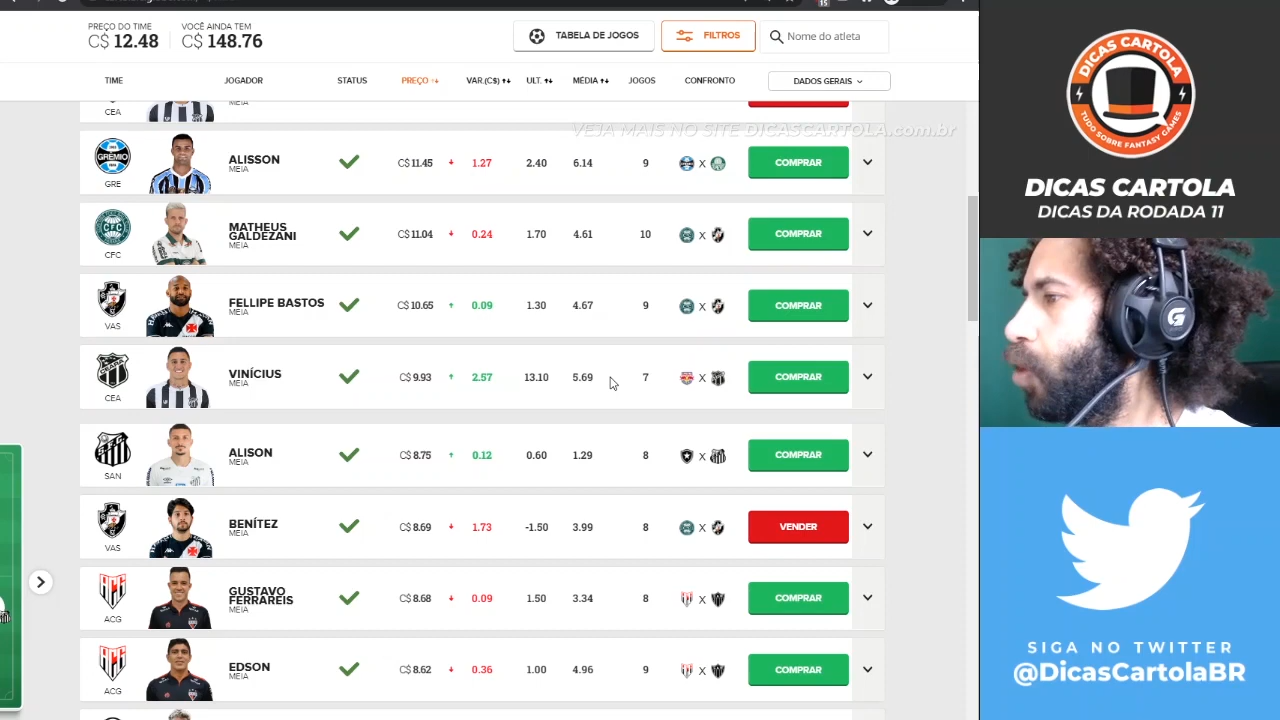 PREÇO DO TIME
C$ 12.48
VOCÊ AINDA TEM
C$ 148.76
TABELA DE JOGOS
FILTROS
Nome do atleta
TIME JOGADOR STATUS PREÇO VAR.(C$) ULT. MÉDIA JOGOS CONFRONTO DADOS GERAIS
CEA MEIA
VEJA MAIS NO SITE DICASCARTOLA.com.br
GRE ALISSON MEIA C$ 11.45 1.27 2.40 6.14 9 X COMPRAR
CFC MATHEUS GALDEZANI MEIA C$ 11.04 0.24 1.70 4.61 10 X COMPRAR
VAS FELLIPE BASTOS MEIA C$ 10.65 0.09 1.30 4.67 9 X COMPRAR
CEA VINÍCIUS MEIA C$ 9.93 2.57 13.10 5.69 7 X COMPRAR
SAN ALISON MEIA C$ 8.75 0.12 0.60 1.29 8 X COMPRAR
VAS BENÍTEZ MEIA C$ 8.69 1.73 -1.50 3.99 8 X VENDER
ACG GUSTAVO FERRAREIS MEIA C$ 8.68 0.09 1.50 3.34 8 X COMPRAR
ACG EDSON MEIA C$ 8.62 0.36 1.00 4.96 9 X COMPRAR
DICAS CARTOLA
TUDO SOBRE FANTASY GAMES
DICAS CARTOLA
DICAS DA RODADA 11
SIGA NO TWITTER
@DicasCartolaBR